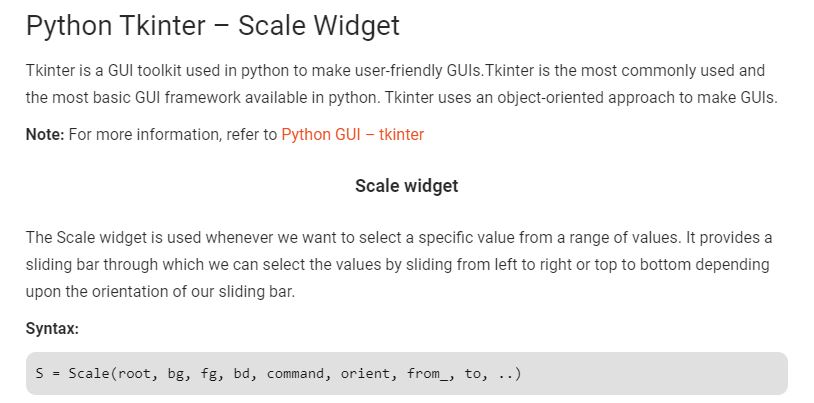 Python Tkinter – Scale Widget
Tkinter is a GUI toolkit used in python to make user-friendly GUIs.Tkinter is the most commonly used and
the most basic GUI framework available in python. Tkinter uses an object-oriented approach to make GUIs.
Note: For more information, refer to Python GUI – tkinter
Scale widget
The Scale widget is used whenever we want to select a specific value from a range of values. It provides a
sliding bar through which we can select the values by sliding from left to right or top to bottom depending
upon the orientation of our sliding bar.
Syntax:
S = Scale(root, bg, fg, bd, command, orient, from_, to, ..)